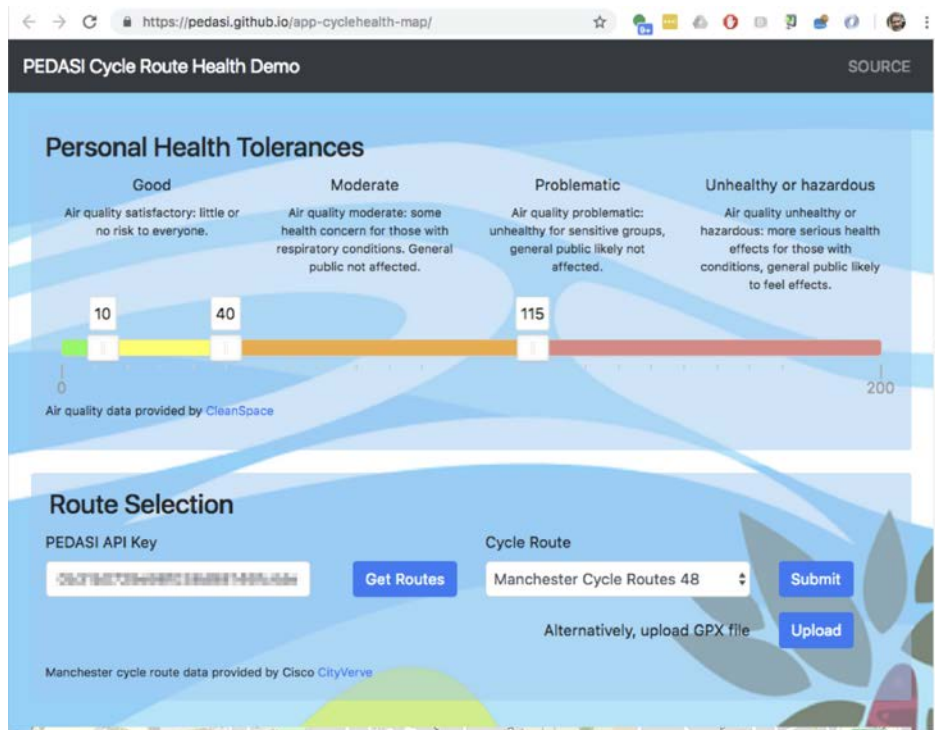 https://pedasi.github.io/app-cyclehealth-map/
PEDASI Cycle Route Health Demo
SOURCE
Personal Health Tolerances
Good
Air quality satisfactory: little or
no risk to everyone.
Moderate
Air quality moderate: some
health concern for those with
respiratory conditions. General
public not affected.
Problematic
Air quality problematic:
unhealthy for sensitive groups,
general public likely not
affected.
Unhealthy or hazardous
Air quality unhealthy or
hazardous: more serious health
effects for those with
conditions, general public likely
to feel effects.
10
40
115
0
200
Air quality data provided by CleanSpace
Route Selection
PEDASI API Key
Get Routes
Cycle Route
Manchester Cycle Routes 48
Submit
Alternatively, upload GPX file
Upload
Manchester cycle route data provided by Cisco CityVerve